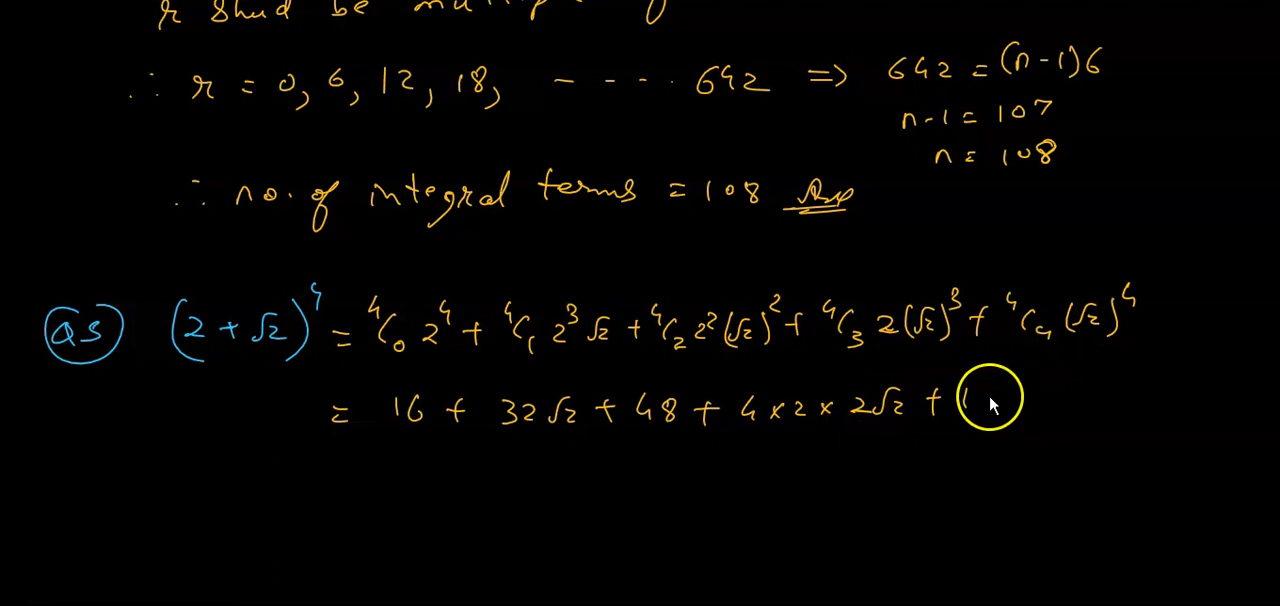 r shud be
∴ r = 0, 6, 12, 18, - - - - . 642 ⇒ 642 = (n-1)6
n-1 = 107
n = 108
∴ no. of integral terms = 108 Ans
Q5 (2 + √2)⁴ = ⁴C₀ 2⁴ + ⁴C₁ 2³ √2 + ⁴C₂ 2² (√2)² + ⁴C₃ 2 (√2)³ + ⁴C₄ (√2)⁴
= 16 + 32√2 + 48 + 4 × 2 × 2√2 +